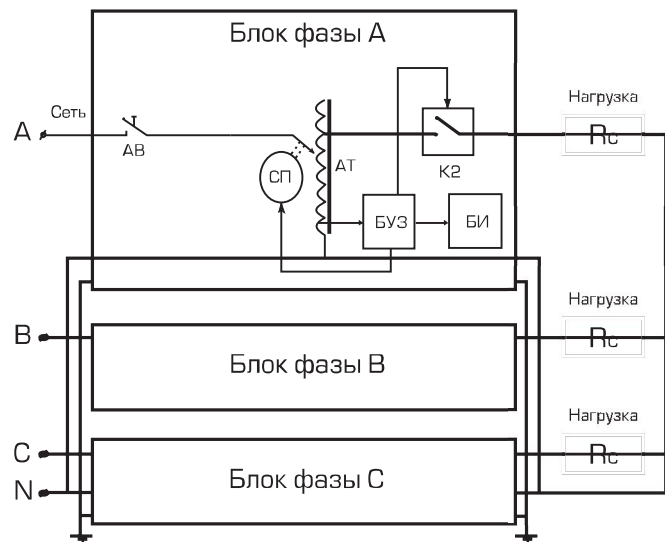 Блок фазы А
Сеть
A
АВ
СП
АТ
К2
БУЗ
БИ
Нагрузка
Rc
B
Блок фазы В
Нагрузка
Rc
C
N
Блок фазы С
Нагрузка
Rc